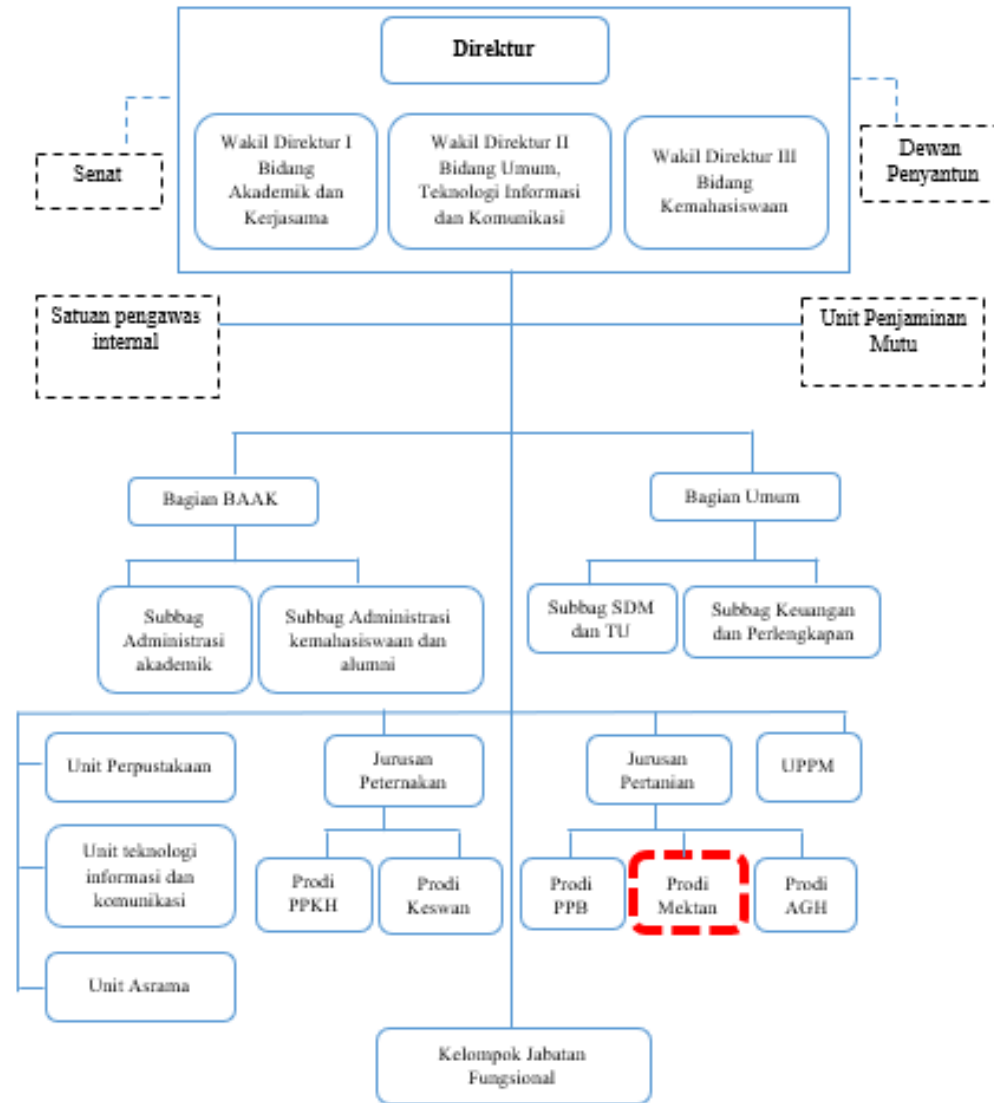 Direktur
Wakil Direktur I
Bidang
Akademik dan
Kerjasama
Wakil Direktur II
Bidang Umum,
Teknologi Informasi
dan Komunikasi
Wakil Direktur III
Bidang
Kemahasiswaan
Senat
Dewan
Penyantun
Satuan pengawas
internal
Unit Penjaminan
Mutu
Bagian BAAK
Bagian Umum
Subbag
Administrasi
akademik
Subbag Administrasi
kemahasiswaan dan
alumni
Subbag SDM
dan TU
Subbag Keuangan
dan Perlengkapan
Unit Perpustakaan
Jurusan
Peternakan
Jurusan
Pertanian
UPPM
Unit teknologi
informasi dan
komunikasi
Prodi
PPKH
Prodi
Keswan
Prodi
PPB
Prodi
Mektan
Prodi
AGH
Unit Asrama
Kelompok Jabatan
Fungsional